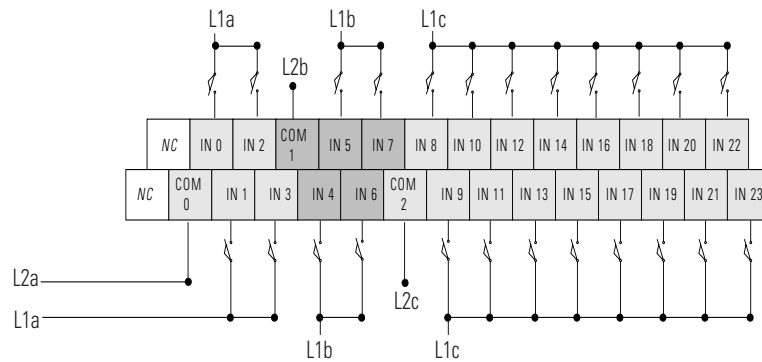 L1a L1b L1c
L2b
NC IN 0 IN 2 COM 1 IN 5 IN 7 IN 8 IN 10 IN 12 IN 14 IN 16 IN 18 IN 20 IN 22
NC COM 0 IN 1 IN 3 IN 4 IN 6 COM 2 IN 9 IN 11 IN 13 IN 15 IN 17 IN 19 IN 21 IN 23
L2a
L2c
L1a
L1b L1c